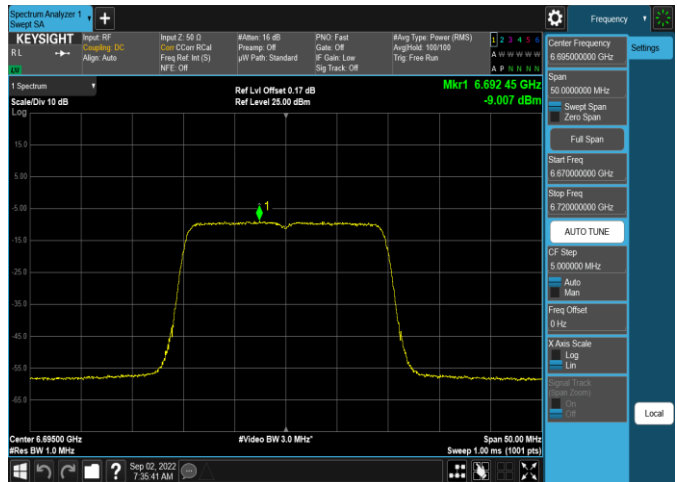 Spectrum Analyzer 1
Swept SA
Frequency
KEYSIGHT
R L
LV
Input: RF
Coupling: DC
Align: Auto
Input Z: 50 Ω
Corr CCorr RCal
Freq Ref: Int (S)
NFE: Off
#Atten: 16 dB
Preamp: Off
µW Path: Standard
PNO: Fast
Gate: Off
IF Gain: Low
Sig Track: Off
#Avg Type: Power (RMS)
Avg|Hold: 100/100
Trig: Free Run
1 2 3 4 5 6
A W W W W W
A P N N N N
1 Spectrum
Scale/Div 10 dB
Log
Ref Lvl Offset 0.17 dB
Ref Level 25.00 dBm
Mkr1 6.692 45 GHz
-9.007 dBm
15.0
5.00
-5.00
-15.0
-25.0
-35.0
-45.0
-55.0
-65.0
1
Center 6.69500 GHz
#Res BW 1.0 MHz
#Video BW 3.0 MHz*
Span 50.00 MHz
Sweep 1.00 ms (1001 pts)
Sep 02, 2022
7:35:41 AM
Center Frequency
6.695000000 GHz
Settings
Span
50.0000000 MHz
Swept Span
Zero Span
Full Span
Start Freq
6.670000000 GHz
Stop Freq
6.720000000 GHz
AUTO TUNE
CF Step
5.000000 MHz
Auto
Man
Freq Offset
0 Hz
X Axis Scale
Log
Lin
Signal Track
(Span Zoom)
On
Off
Local